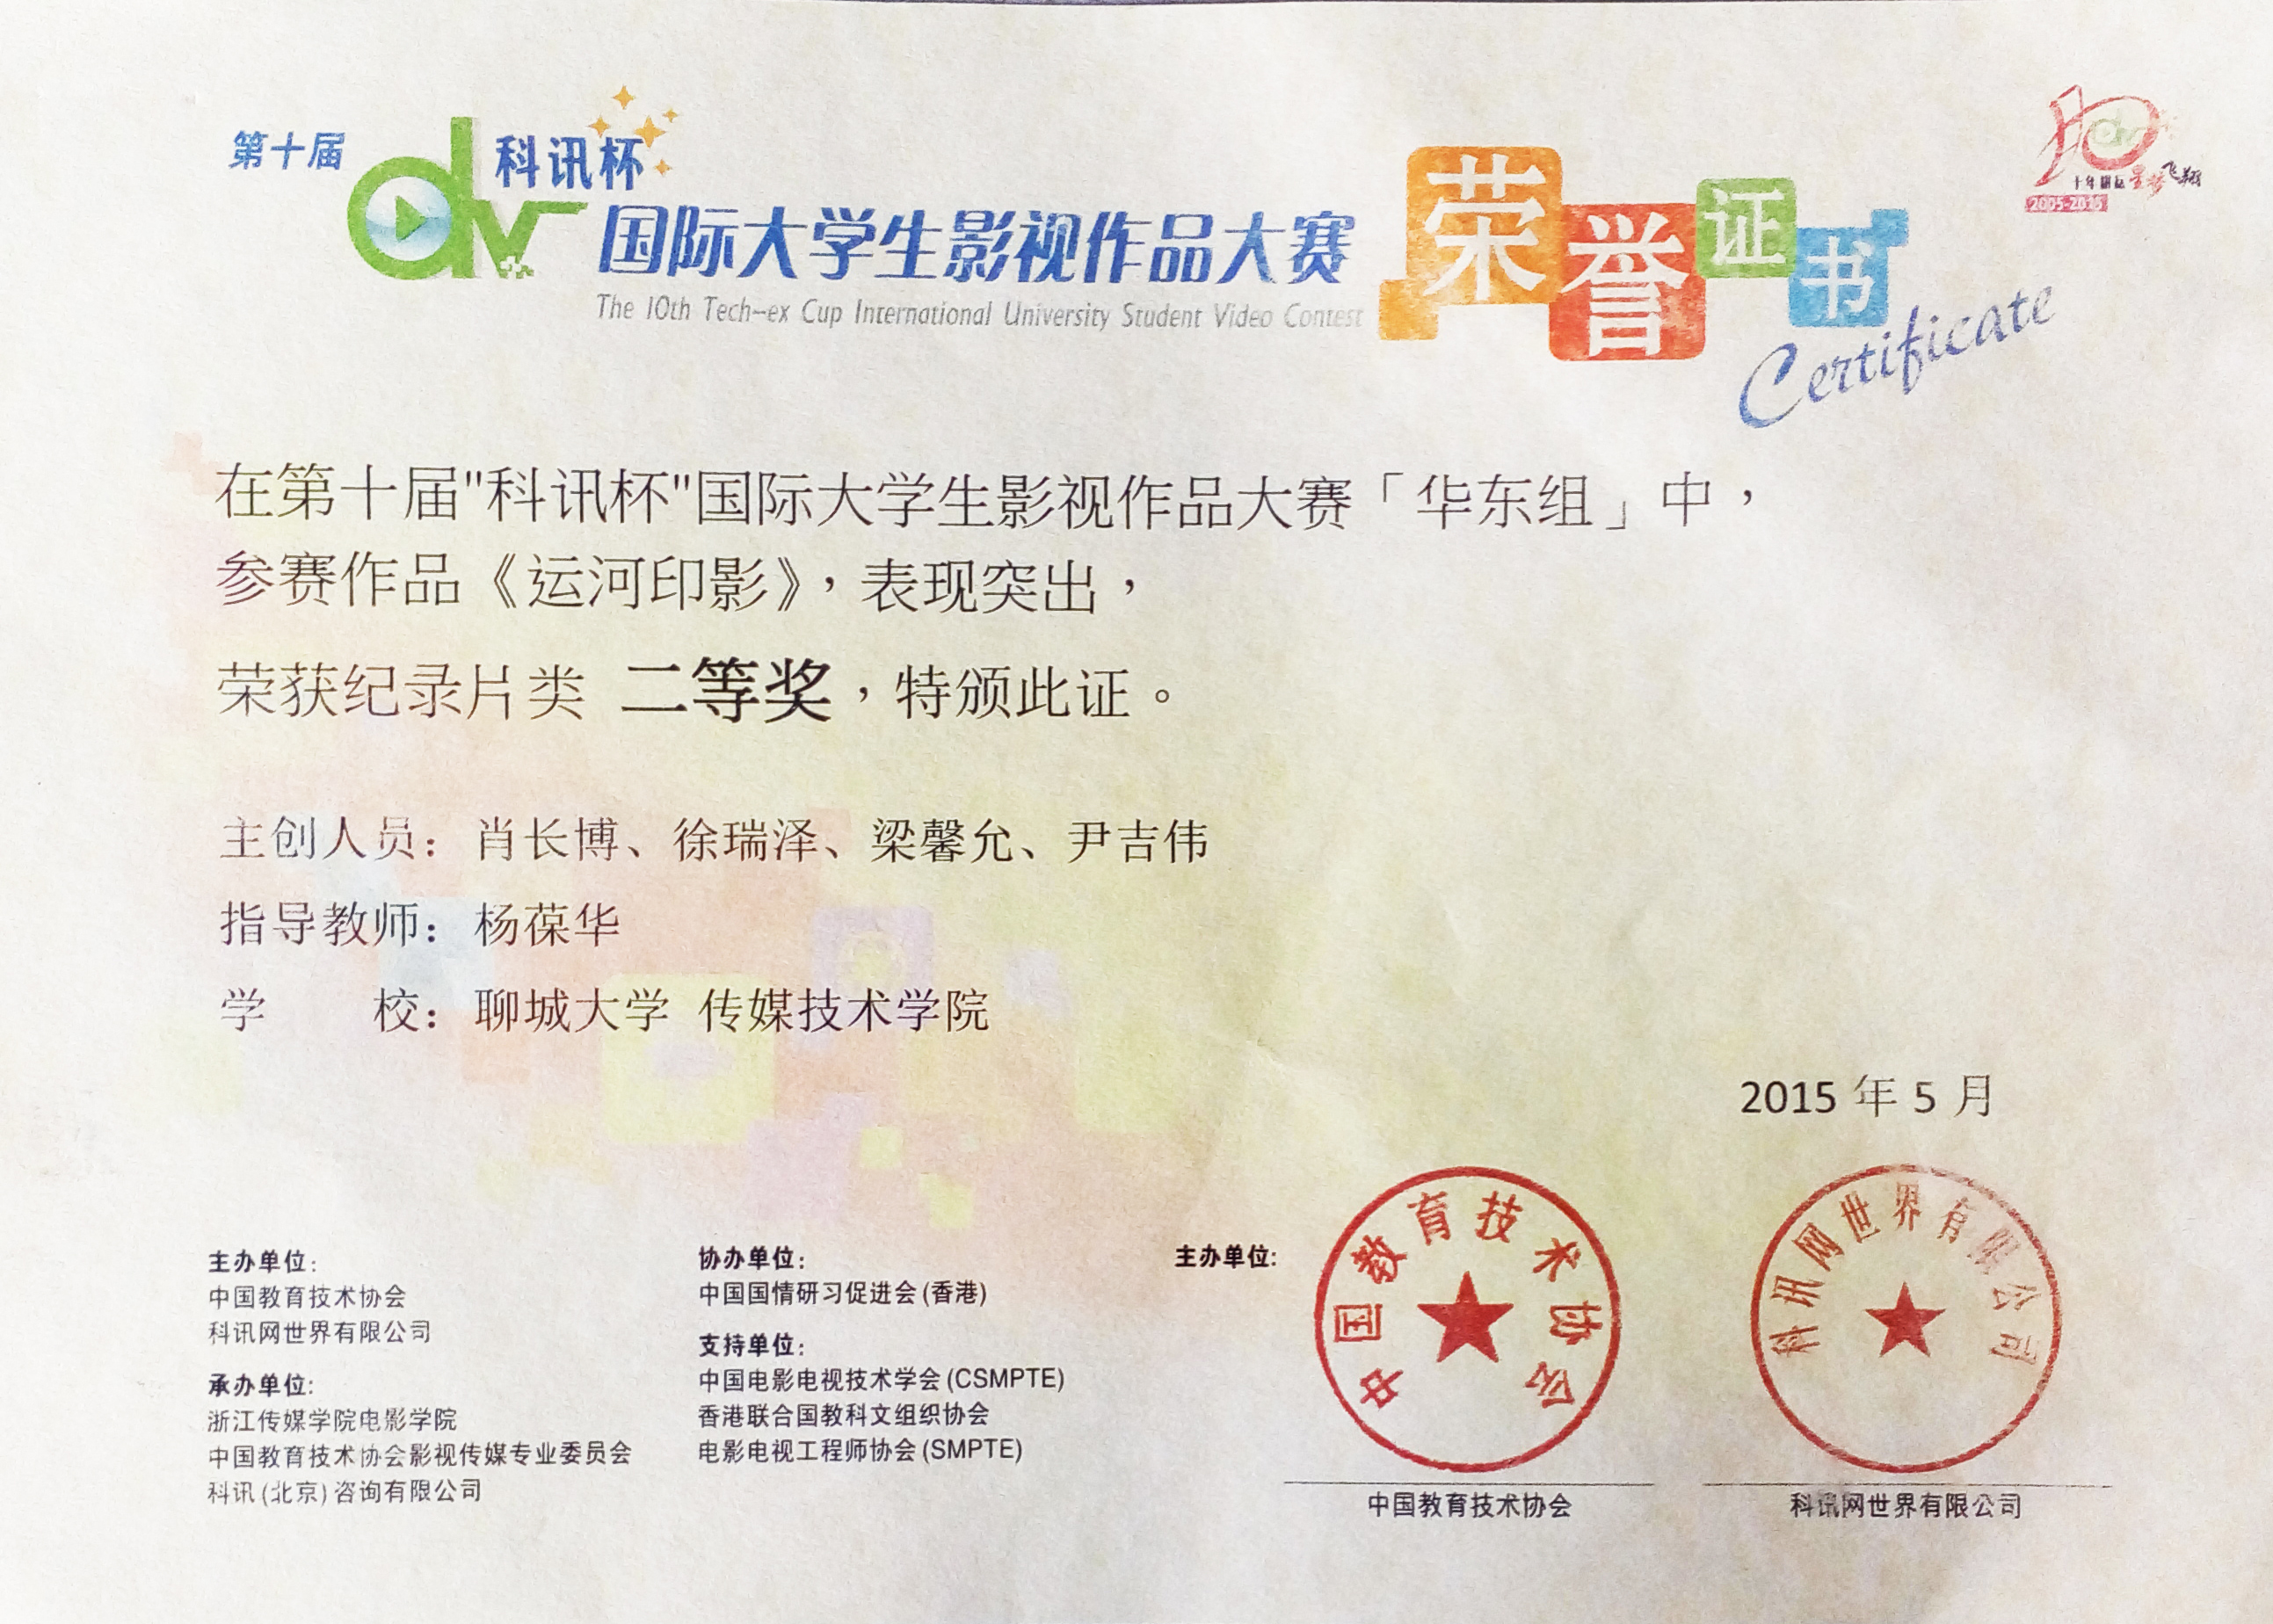 第十届
dv 科讯杯
国际大学生影视作品大赛
The 10th Tech-ex Cup International University Student Video Contest
荣誉证书
Certificate
10
dv
十年耕耘 星梦飞翔
2005-2015
在第十届"科讯杯"国际大学生影视作品大赛「华东组」中，
参赛作品《运河印影》，表现突出，
荣获纪录片类 二等奖，特颁此证。
主创人员：肖长博、徐瑞泽、梁馨允、尹吉伟
指导教师：杨葆华
学 校：聊城大学 传媒技术学院
2015 年 5 月
主办单位：
中国教育技术协会
科讯网世界有限公司
承办单位：
浙江传媒学院电影学院
中国教育技术协会影视传媒专业委员会
科讯(北京)咨询有限公司
协办单位：
中国国情研习促进会(香港)
支持单位：
中国电影电视技术学会(CSMPTE)
香港联合国教科文组织协会
电影电视工程师协会(SMPTE)
主办单位：
中国教育技术协会
中国教育技术协会
科讯网世界有限公司
科讯网世界有限公司